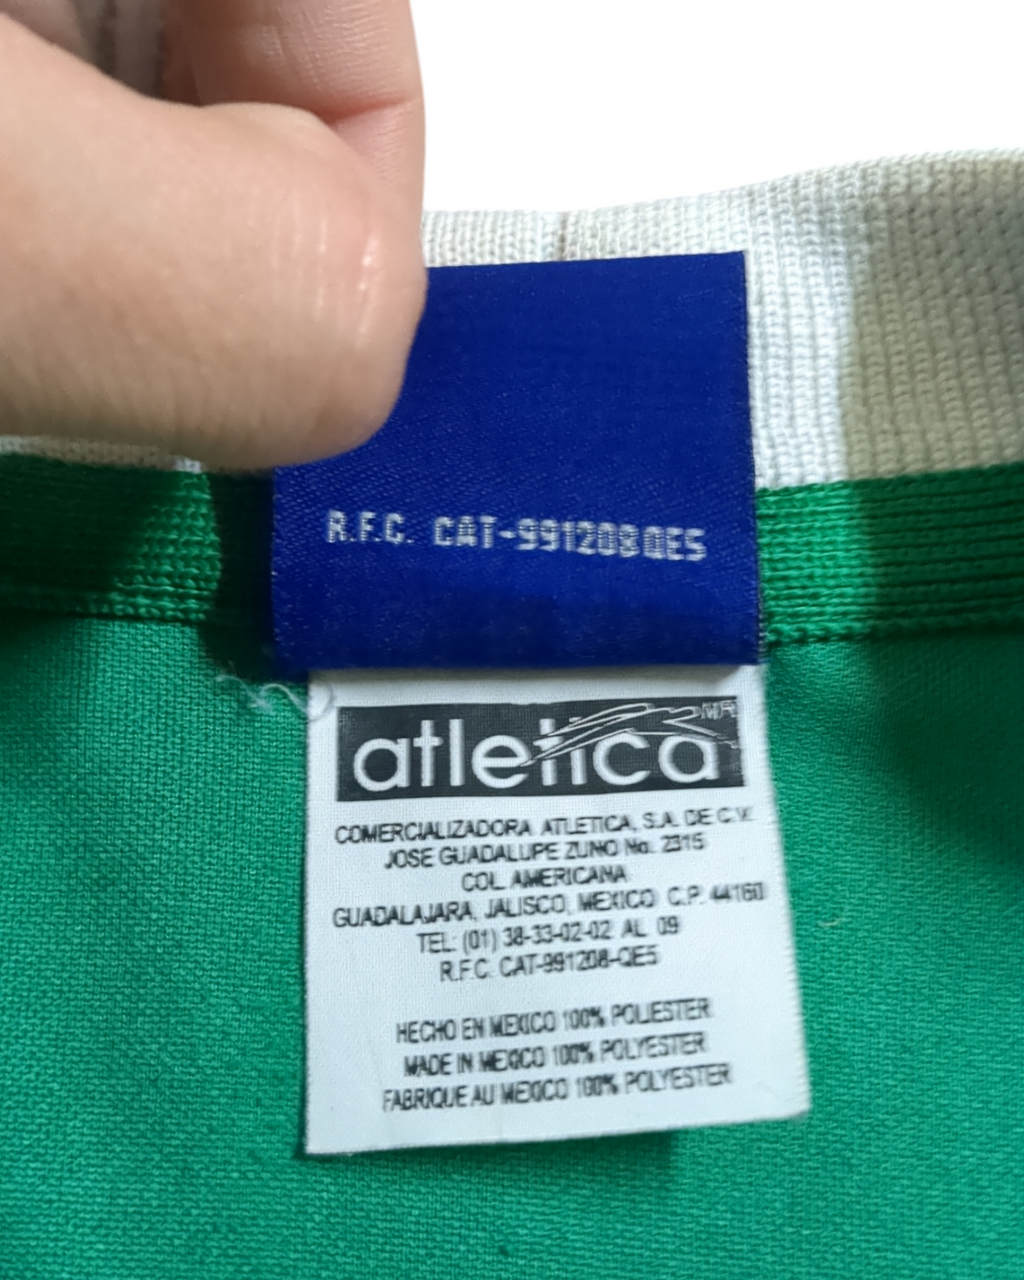 R.F.C. CAT-991208QE5
atletica MR
COMERCIALIZADORA ATLETICA, S.A. DE C.V.
JOSE GUADALUPE ZUNO No. 2315
COL. AMERICANA
GUADALAJARA, JALISCO, MEXICO C.P. 44160
TEL: (01) 38-33-02-02 AL 09
R.F.C. CAT-991208-QE5
HECHO EN MEXICO 100% POLIESTER
MADE IN MEXICO 100% POLYESTER
FABRIQUE AU MEXICO 100% POLYESTER